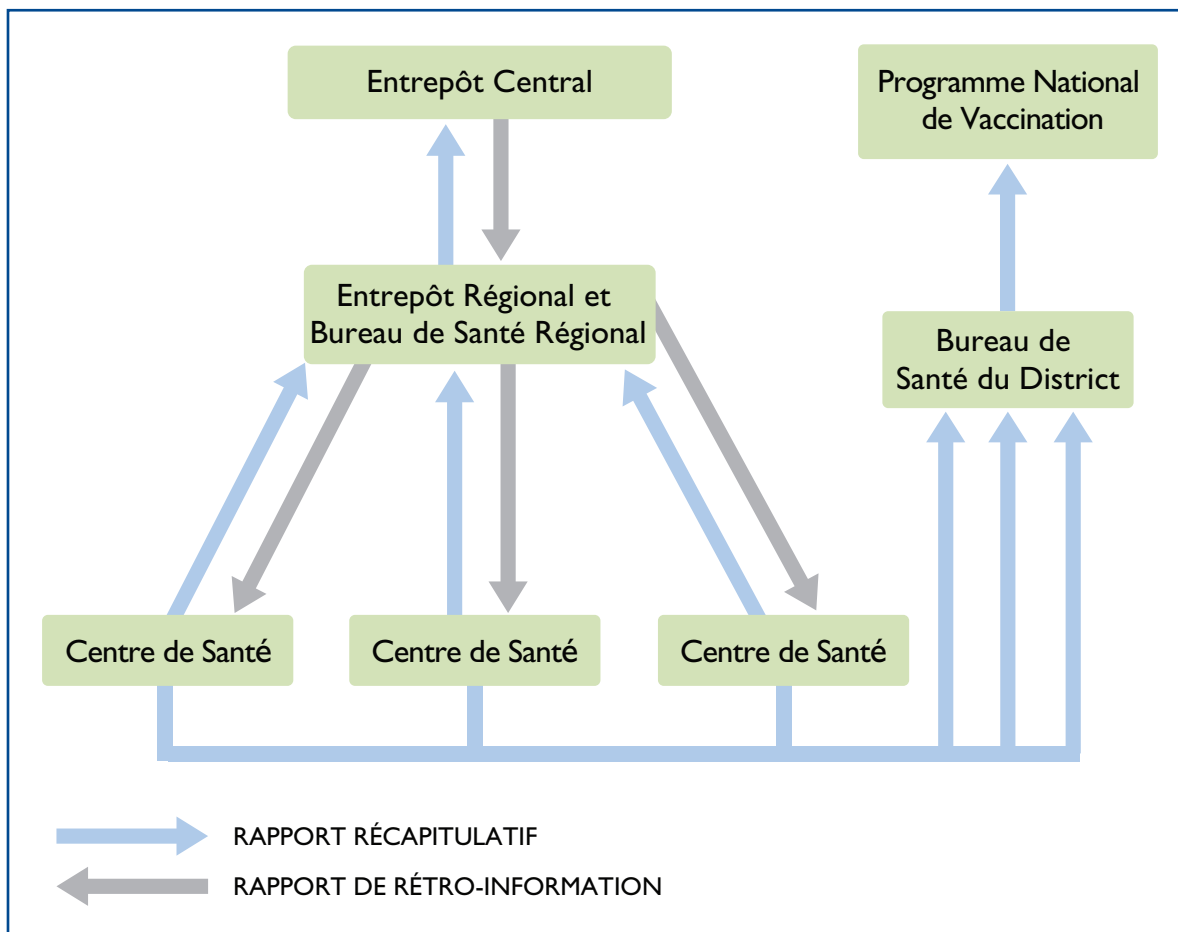 Entrepôt Central
Programme National
de Vaccination
Entrepôt Régional et
Bureau de Santé Régional
Bureau de
Santé du District
Centre de Santé
Centre de Santé
Centre de Santé
RAPPORT RÉCAPITULATIF
RAPPORT DE RÉTRO-INFORMATION